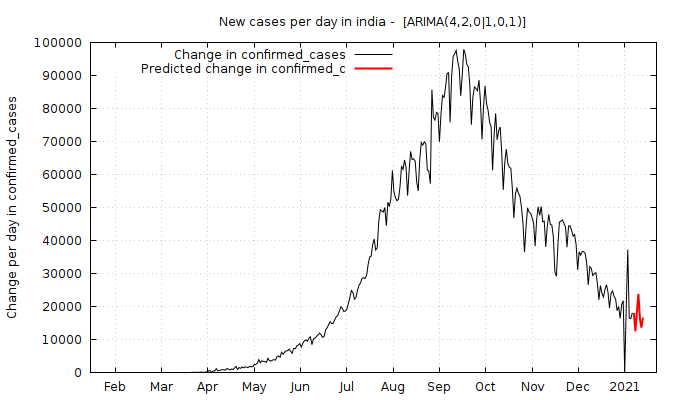 New cases per day in india -  [ARIMA(4,2,0|1,0,1)]
Change in confirmed_cases
Predicted change in confirmed_c
Change per day in confirmed_cases
100000
90000
80000
70000
60000
50000
40000
30000
20000
10000
0
Feb Mar Apr May Jun Jul Aug Sep Oct Nov Dec 2021